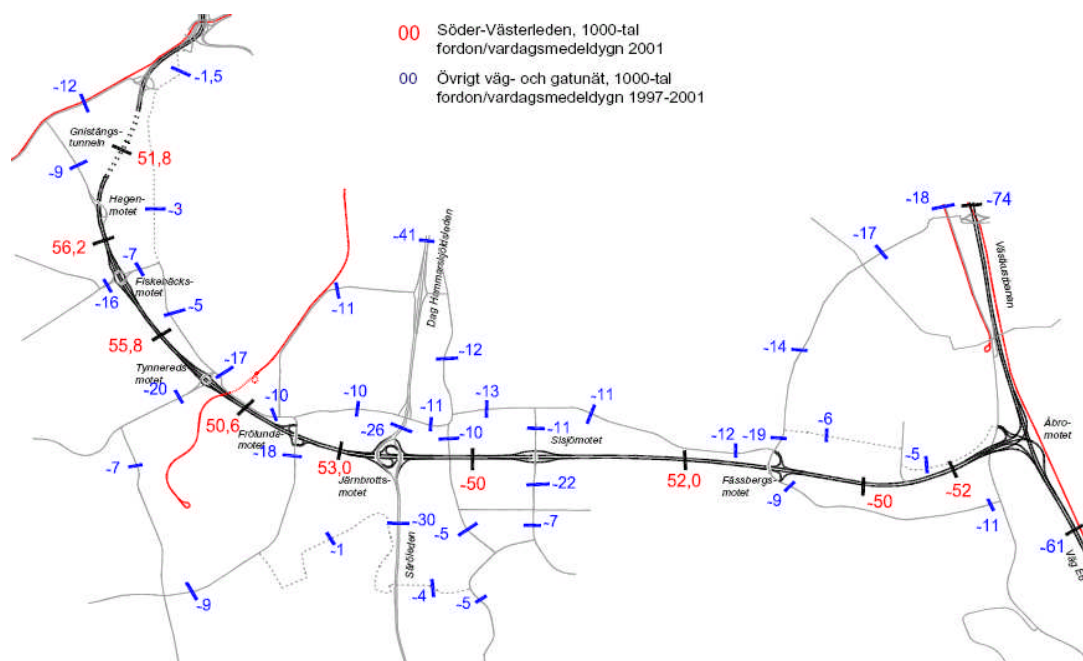 00 Söder-Västerleden, 1000-tal
fordon/vardagsmedeldygn 2001
00 Övrigt väg- och gatunät, 1000-tal
fordon/vardagsmedeldygn 1997-2001
-1,5
-12
Gnistängs-
tunneln
51,8
-9
Hagen-
motet
-3
56,2
-7
Fiskebäcks-
motet
-16
-5
55,8
-17
Tynnereds
motet
-20
50,6
-10
Frölunda-
motet
-18
-7
-9
-11
-41
Dag Hammarskjöldsleden
-12
-10
-26
-11
-13
-10
-11
-11
Sisjömotet
53,0
Järnbrotts-
motet
-50
-22
-30
-5
-7
-1
Säröleden
-4
-5
52,0
-12
-19
Fässbergs-
motet
-9
-6
-5
-50
-52
-14
-17
-18
-74
Västkustbanan
Åbro-
motet
-11
-61
Väg E6